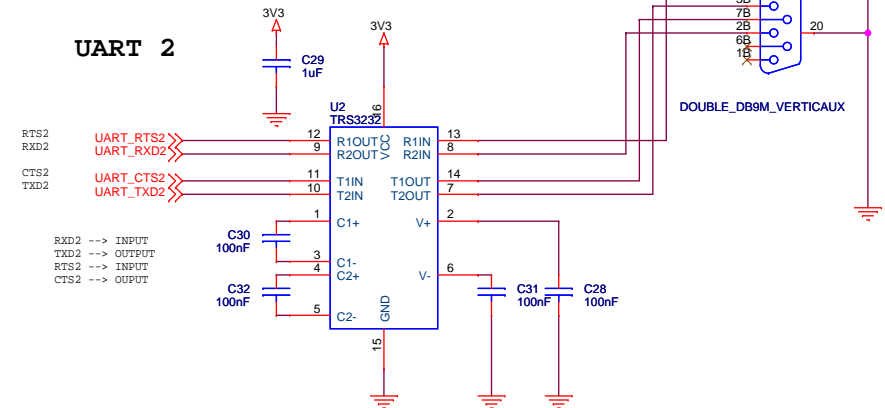 5B
7B
2B
6B
1B
20
DOUBLE_DB9M_VERTICAUX
UART 2
3V3
C29
1uF
3V3
U2
TRS3232
16
VCC
RTS2
RXD2
CTS2
TXD2
UART_RTS2
UART_RXD2
UART_CTS2
UART_TXD2
12
9
11
10
R1OUT
R2OUT
T1IN
T2IN
R1IN
R2IN
T1OUT
T2OUT
13
8
14
7
1
C1+
V+
2
RXD2 --> INPUT
TXD2 --> OUTPUT
RTS2 --> INPUT
CTS2 --> OUPUT
C30
100nF
3
C1-
4
C2+
V-
6
C32
100nF
5
C2-
GND
15
C31
100nF
C28
100nF